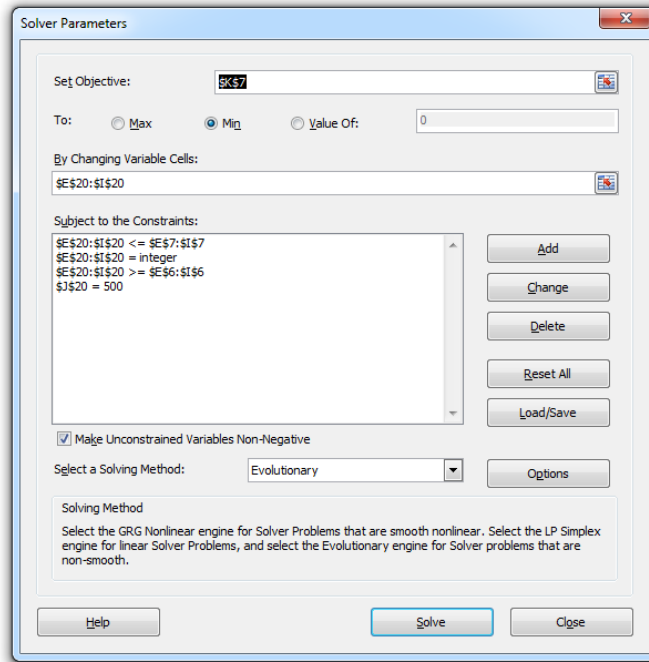 Solver Parameters
Set Objective:
$K$7
To:
Max
Min
Value Of:
0
By Changing Variable Cells:
$E$20:$I$20
Subject to the Constraints:
$E$20:$I$20 <= $E$7:$I$7
$E$20:$I$20 = integer
$E$20:$I$20 >= $E$6:$I$6
$J$20 = 500
Add
Change
Delete
Reset All
Load/Save
Make Unconstrained Variables Non-Negative
Select a Solving Method:
Evolutionary
Options
Solving Method
Select the GRG Nonlinear engine for Solver Problems that are smooth nonlinear. Select the LP Simplex
engine for linear Solver Problems, and select the Evolutionary engine for Solver problems that are
non-smooth.
Help
Solve
Close